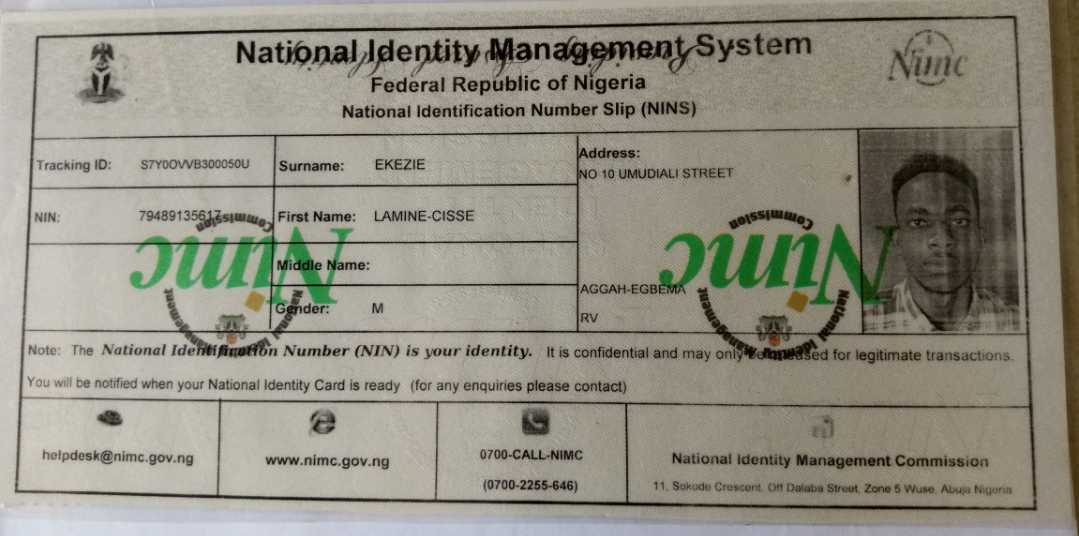 National Identity Management System
Federal Republic of Nigeria
National Identification Number Slip (NINS)
Nimc
Tracking ID: S7Y0OVVB300050U
Surname: EKEZIE
Address:
NO 10 UMUDIALI STREET
NIN: 79489135617
First Name: LAMINE-CISSE
Middle Name:
AGGAH-EGBEMA
Gender: M
RV
Nimc
National Identity Management Commission
Nimc
National Identity Management Commission
Note: The National Identification Number (NIN) is your identity. It is confidential and may only for legitimate transactions.
You will be notified when your National Identity Card is ready (for any enquiries please contact)
helpdesk@nimc.gov.ng
www.nimc.gov.ng
0700-CALL-NIMC
(0700-2255-646)
National Identity Management Commission
11, Sokode Crescent, Off Dalaba Street, Zone 5 Wuse, Abuja Nigeria